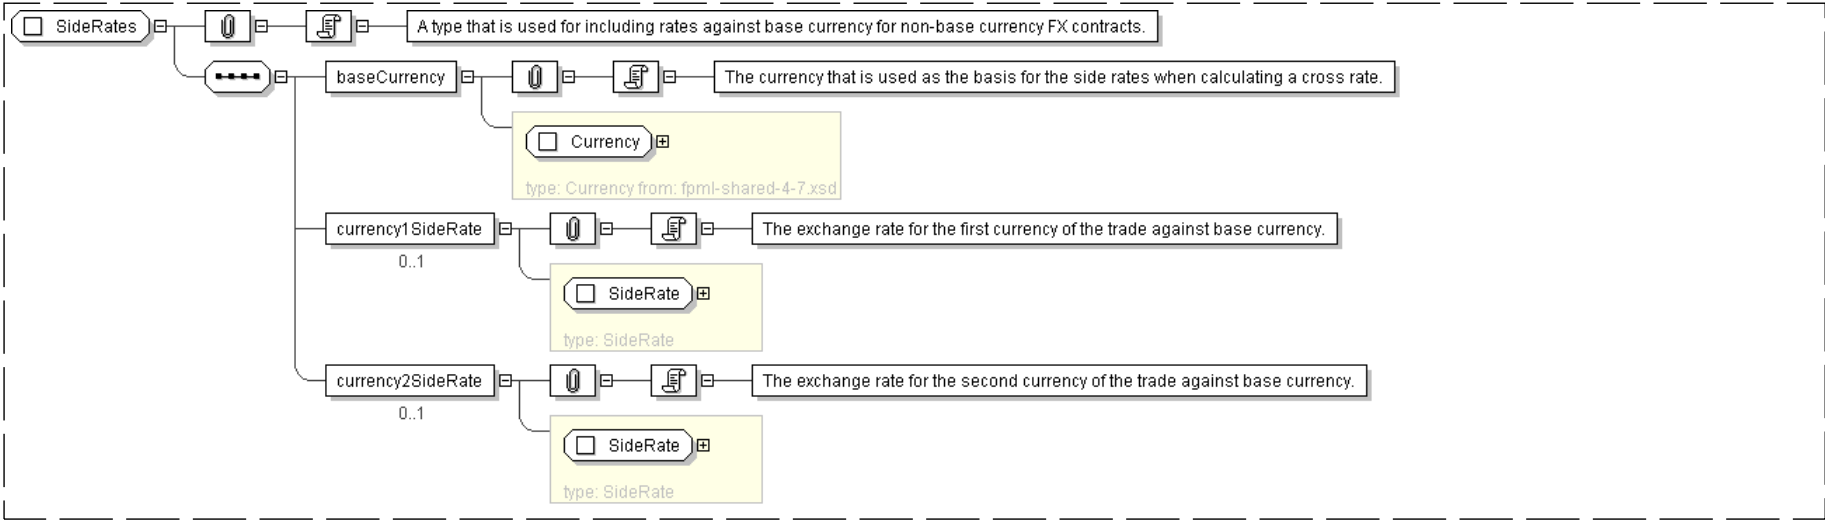 SideRates
A type that is used for including rates against base currency for non-base currency FX contracts.
baseCurrency
The currency that is used as the basis for the side rates when calculating a cross rate.
Currency
type: Currency from: fpml-shared-4-7.xsd
currency1SideRate
The exchange rate for the first currency of the trade against base currency.
0..1
SideRate
type: SideRate
currency2SideRate
The exchange rate for the second currency of the trade against base currency.
0..1
SideRate
type: SideRate